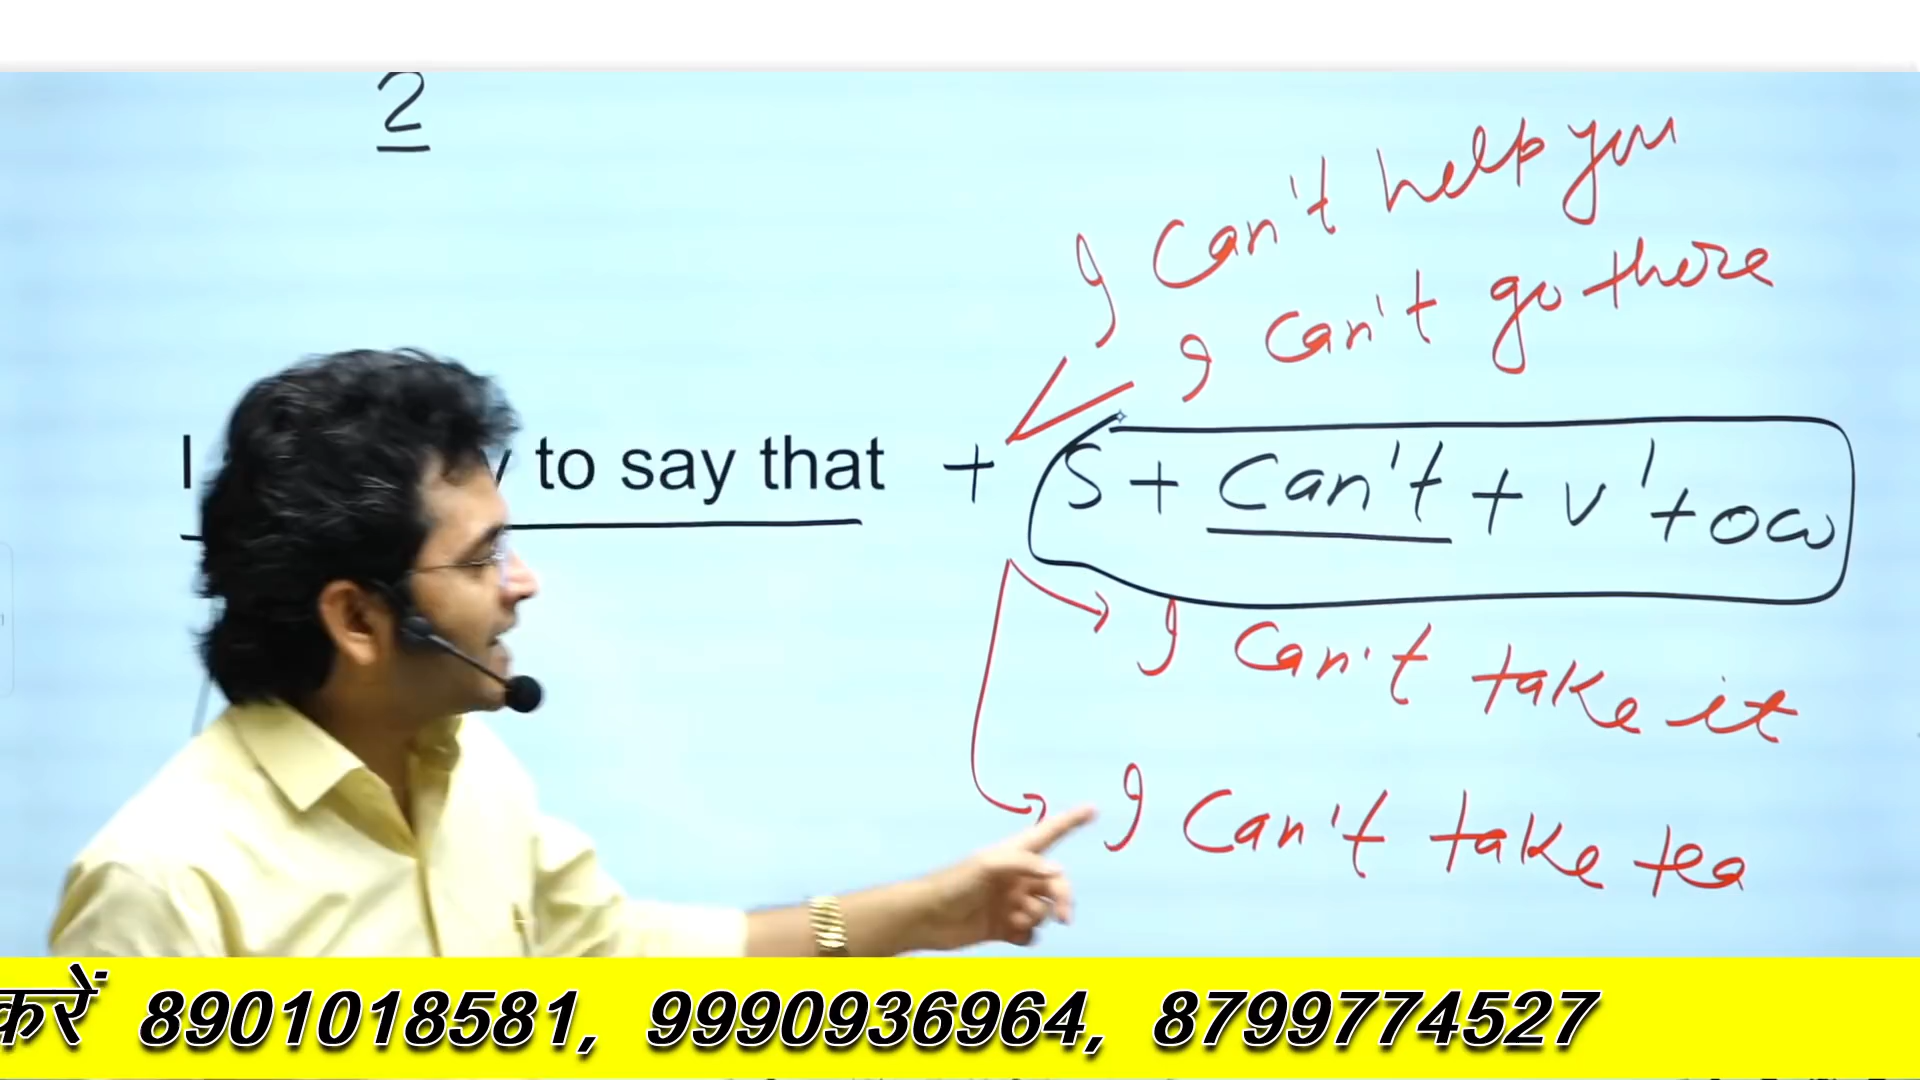 2
I can't help you
I can't go there
I to say that + S + Can't + v1 + ow
I can't take it
I can't take tea
करें 8901018581, 9990936964, 8799774527